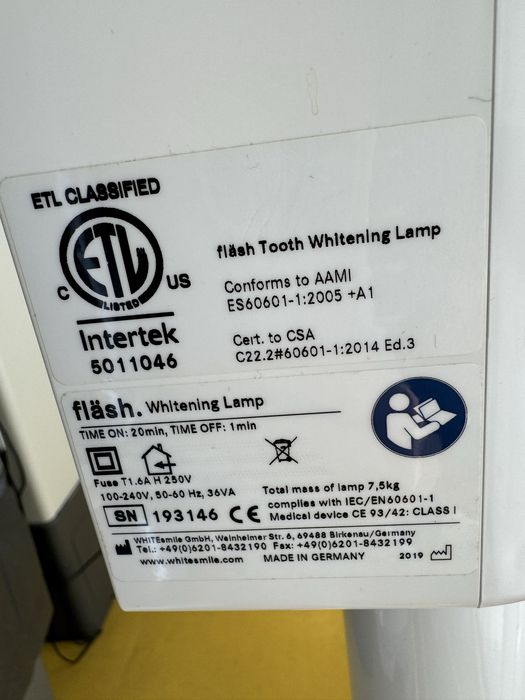 ETL CLASSIFIED
ETL
LISTED
C US
Intertek
5011046
fläsh Tooth Whitening Lamp
Conforms to AAMI
ES60601-1:2005 +A1
Cert. to CSA
C22.2#60601-1:2014 Ed.3
fläsh. Whitening Lamp
TIME ON: 20min, TIME OFF: 1min
Fuse T1.6A H 250V
100-240V, 50-60 Hz, 36VA
Total mass of lamp 7,5kg
complies with IEC/EN60601-1
SN 193146 CE Medical device CE 93/42: CLASS I
WHITEsmile GmbH, Weinheimer Str. 6, 69488 Birkenau/Germany
Tel.: +49(0)6201-8432190 Fax: +49(0)6201-8432199
www.whitesmile.com MADE IN GERMANY 2019